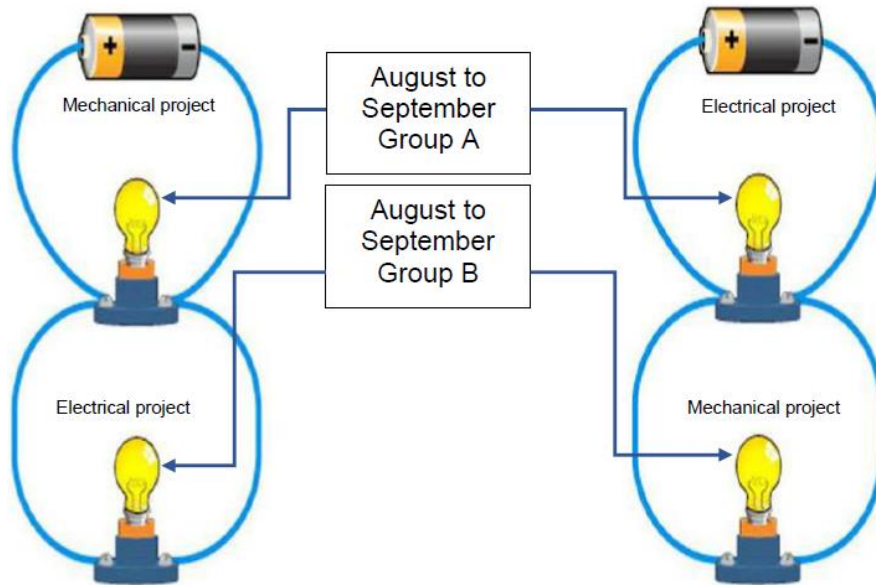 + -
+ -
Mechanical project
August to
September
Group A
Electrical project
August to
September
Group B
Electrical project
Mechanical project